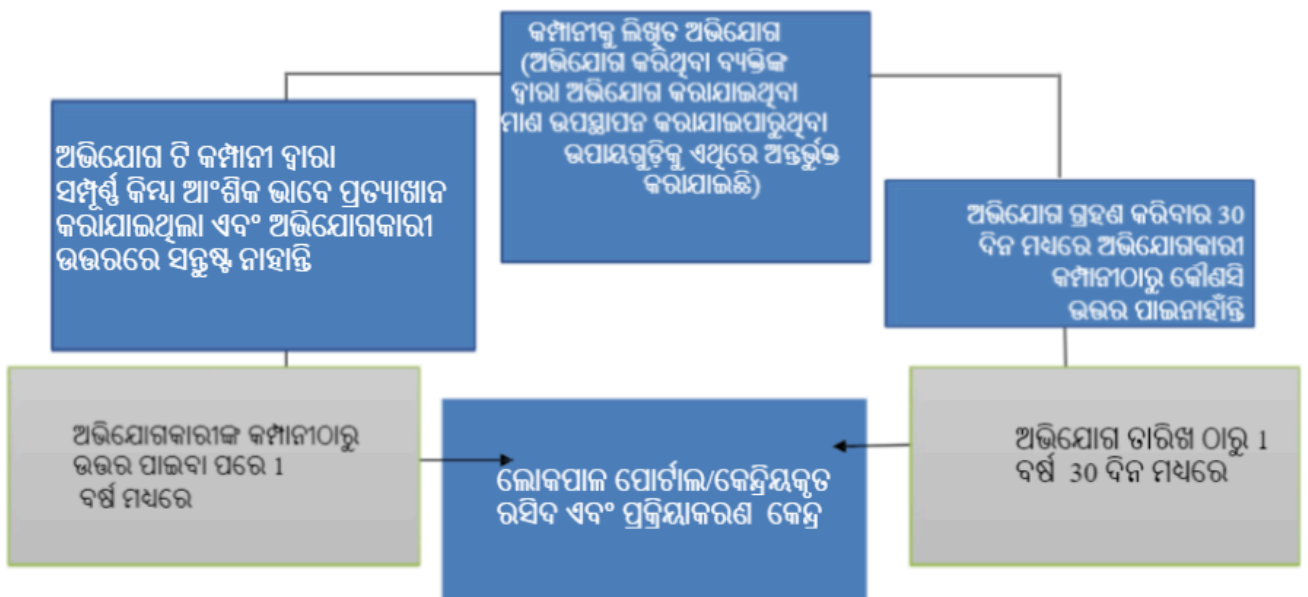 କମ୍ପାନୀକୁ ଲିଖିତ ଅଭିଯୋଗ
(ଅଭିଯୋଗ କରିଥିବା ବ୍ୟକ୍ତିଙ୍କ
ଦ୍ୱାରା ଅଭିଯୋଗ କରାଯାଇଥିବା
ମାଣ ଉପସ୍ଥାପନ କରାଯାଇପାରୁଥିବା
ଉପାୟଗୁଡ଼ିକୁ ଏଥିରେ ଅନ୍ତର୍ଭୁକ୍ତ
କରାଯାଇଛି)
ଅଭିଯୋଗ ଟି କମ୍ପାନୀ ଦ୍ୱାରା
ସମ୍ପୂର୍ଣ୍ଣ କିମ୍ବା ଆଂଶିକ ଭାବେ ପ୍ରତ୍ୟାଖାନ
କରାଯାଇଥିଲା ଏବଂ ଅଭିଯୋଗକାରୀ
ଉତ୍ତରରେ ସନ୍ତୁଷ୍ଟ ନାହାନ୍ତି
ଅଭିଯୋଗ ଗ୍ରହଣ କରିବାର 30
ଦିନ ମଧ୍ୟରେ ଅଭିଯୋଗକାରୀ
କମ୍ପାନୀଠାରୁ କୌଣସି
ଉତ୍ତର ପାଇନାହାଁନ୍ତି
ଅଭିଯୋଗକାରୀଙ୍କ କମ୍ପାନୀଠାରୁ
ଉତ୍ତର ପାଇବା ପରେ 1
ବର୍ଷ ମଧ୍ୟରେ
ଲୋକପାଳ ପୋର୍ଟାଲ/କେନ୍ଦ୍ରିୟକୃତ
ରସିଦ ଏବଂ ପ୍ରକ୍ରିୟାକରଣ କେନ୍ଦ୍ର
ଅଭିଯୋଗ ତାରିଖ ଠାରୁ 1
ବର୍ଷ 30 ଦିନ ମଧ୍ୟରେ